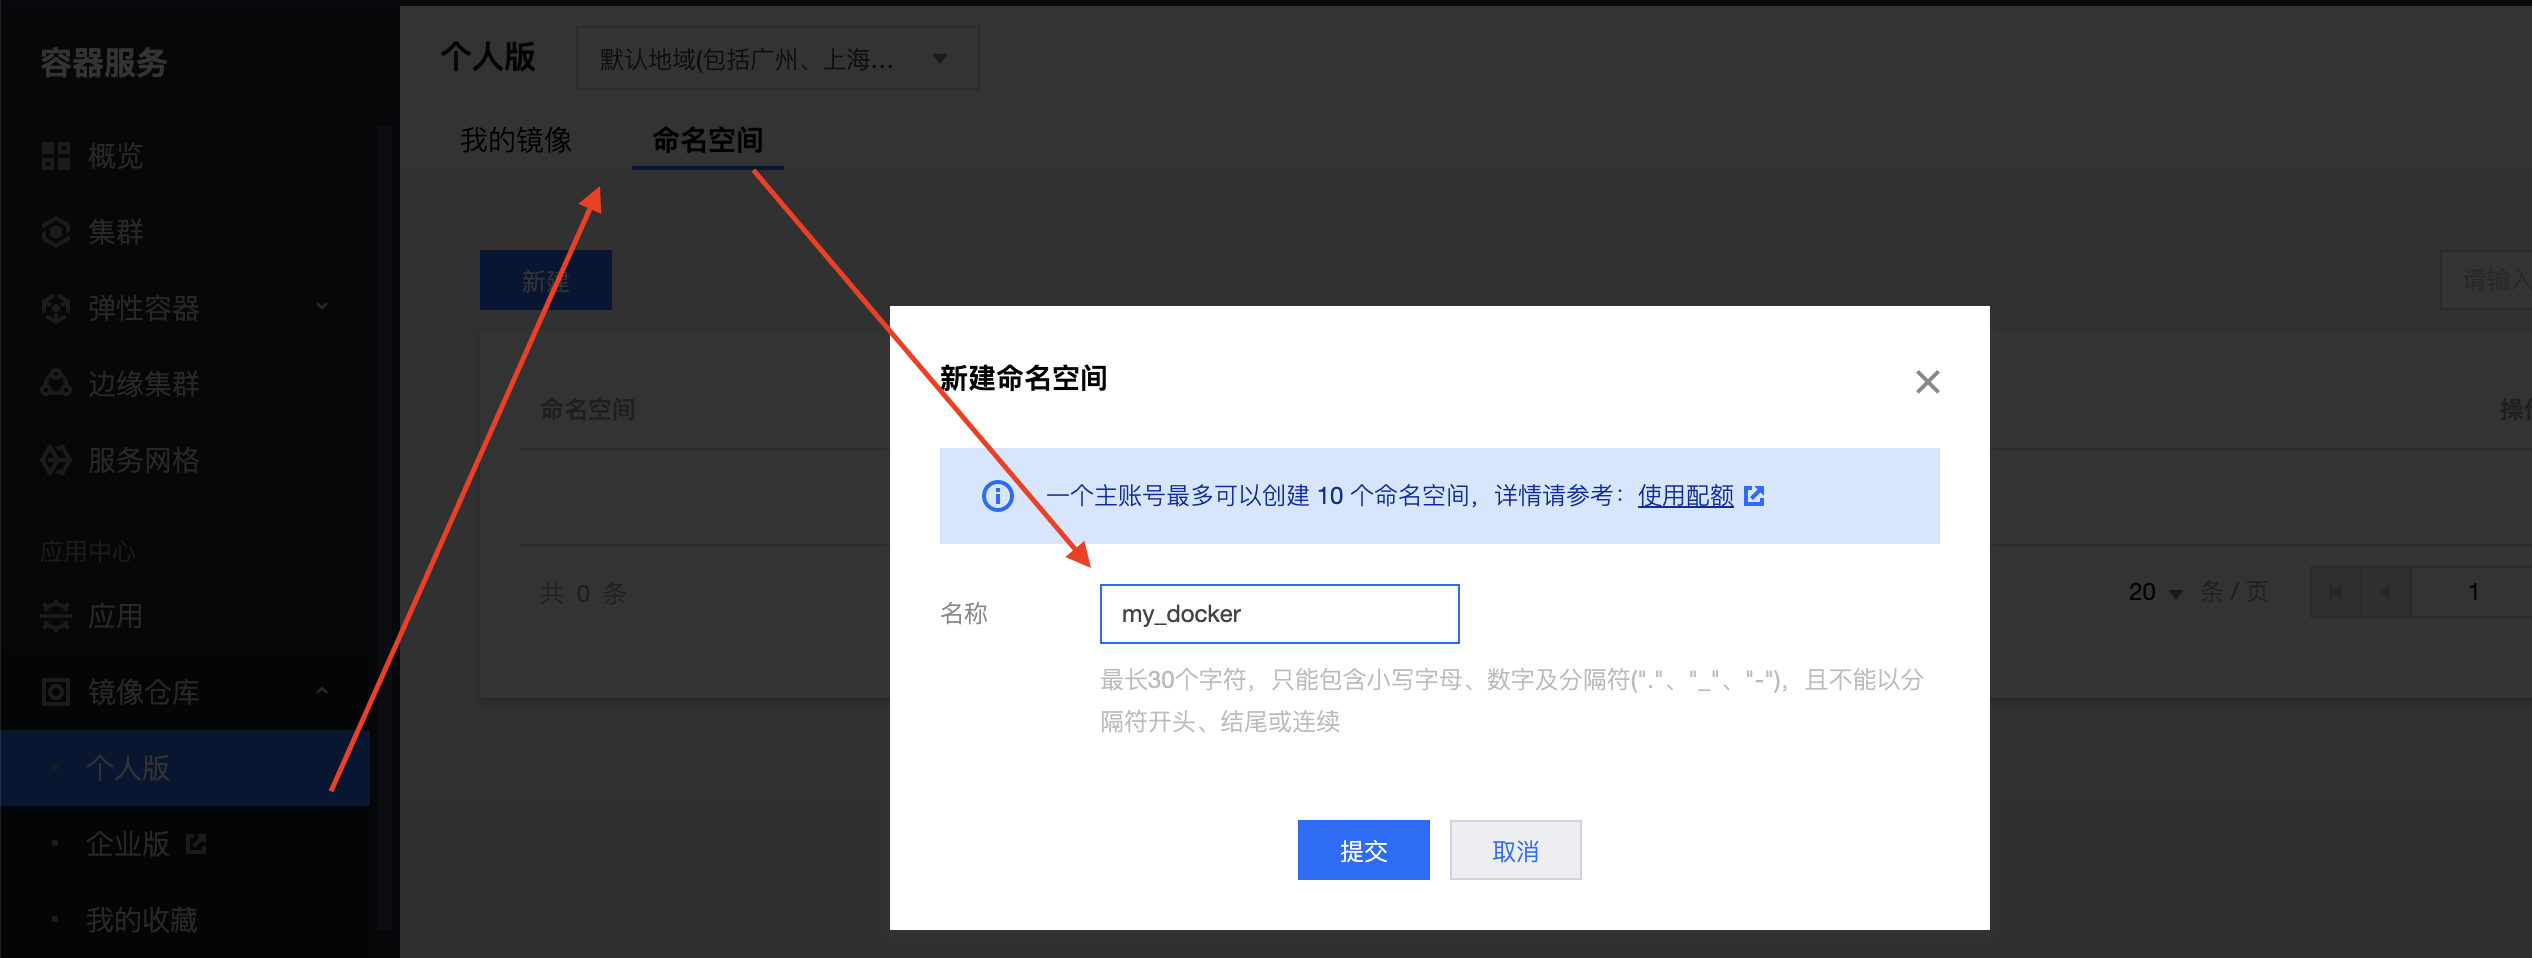 容器服务
概览
集群
弹性容器
边缘集群
服务网格
应用中心
应用
镜像仓库
个人版
企业版
我的收藏
个人版
默认地域(包括广州、上海...
我的镜像
命名空间
新建
请输入
命名空间
共 0 条
20 条 / 页
1
新建命名空间
一个主账号最多可以创建 10 个命名空间，详情请参考：使用配额
名称
my_docker
最长30个字符，只能包含小写字母、数字及分隔符("."、"_"、"-")，且不能以分
隔符开头、结尾或连续
提交
取消